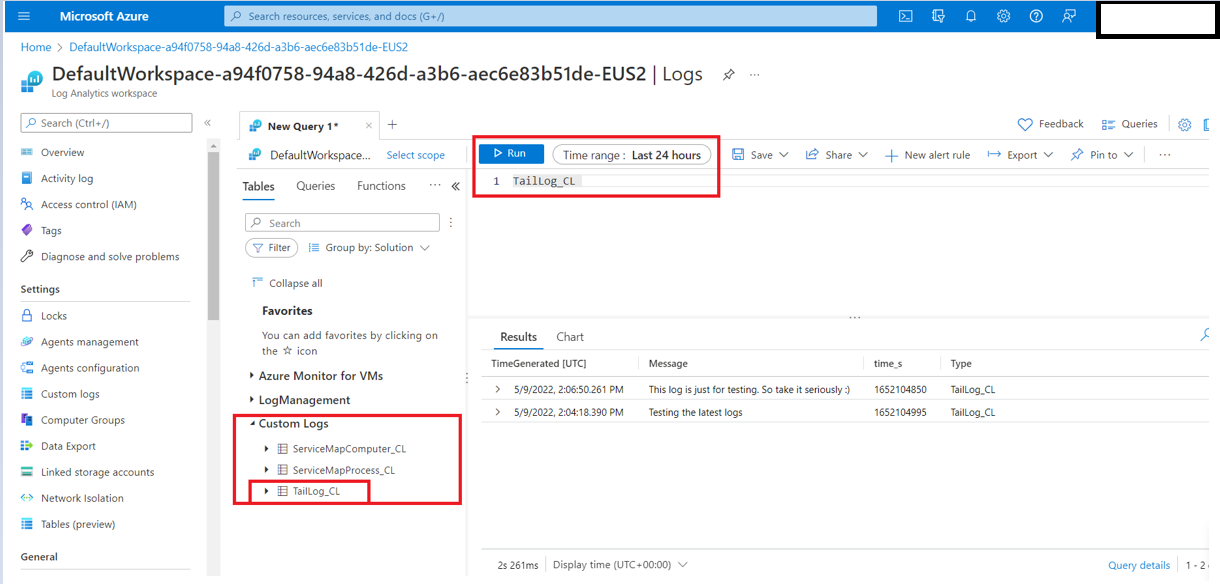 Microsoft Azure
Search resources, services, and docs (G+/)
Home > DefaultWorkspace-a94f0758-94a8-426d-a3b6-aec6e83b51de-EUS2
DefaultWorkspace-a94f0758-94a8-426d-a3b6-aec6e83b51de-EUS2 | Logs ...
Log Analytics workspace
Search (Ctrl+/)
Overview
Activity log
Access control (IAM)
Tags
Diagnose and solve problems
Settings
Locks
Agents management
Agents configuration
Custom logs
Computer Groups
Data Export
Linked storage accounts
Network Isolation
Tables (preview)
General
New Query 1*
Feedback Queries
DefaultWorkspace... Select scope
Run Time range : Last 24 hours Save Share New alert rule Export Pin to ...
Tables Queries Functions ...
Search
Filter Group by: Solution
Collapse all
Favorites
You can add favorites by clicking on
the ☆ icon
Azure Monitor for VMs
LogManagement
Custom Logs
ServiceMapComputer_CL
ServiceMapProcess_CL
TailLog_CL
1 TailLog_CL
Results Chart
TimeGenerated [UTC] Message time_s Type
5/9/2022, 2:06:50.261 PM This log is just for testing. So take it seriously :) 1652104850 TailLog_CL
5/9/2022, 2:04:18.390 PM Testing the latest logs 1652104995 TailLog_CL
2s 261ms Display time (UTC+00:00) Query details 1 - 2